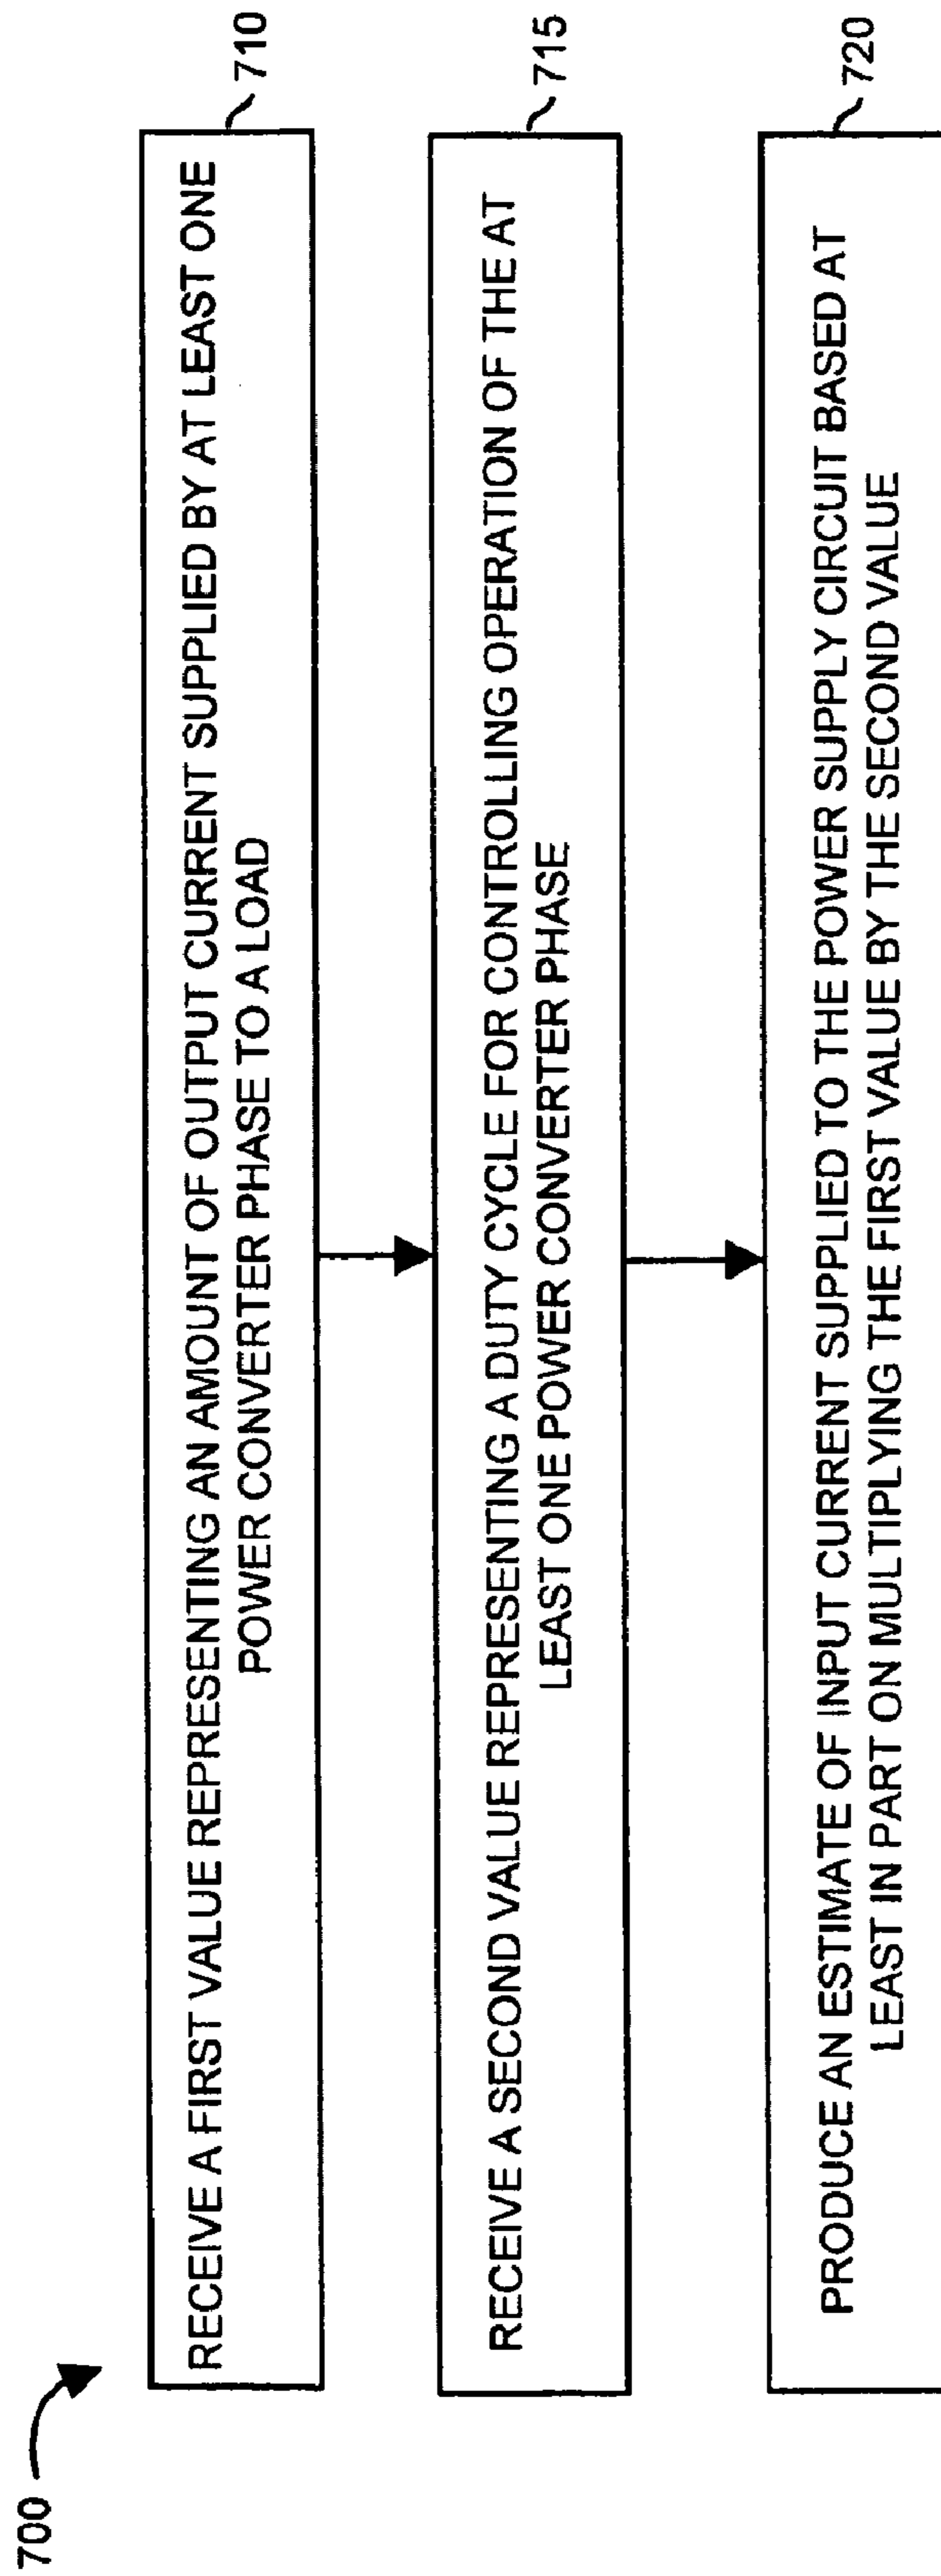 700
RECEIVE A FIRST VALUE REPRESENTING AN AMOUNT OF OUTPUT CURRENT SUPPLIED BY AT LEAST ONE
POWER CONVERTER PHASE TO A LOAD
710
RECEIVE A SECOND VALUE REPRESENTING A DUTY CYCLE FOR CONTROLLING OPERATION OF THE AT
LEAST ONE POWER CONVERTER PHASE
715
PRODUCE AN ESTIMATE OF INPUT CURRENT SUPPLIED TO THE POWER SUPPLY CIRCUIT BASED AT
LEAST IN PART ON MULTIPLYING THE FIRST VALUE BY THE SECOND VALUE
720